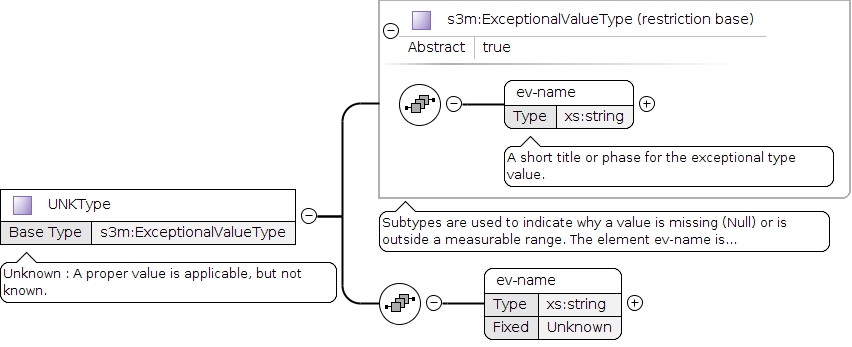 s3m:ExceptionalValueType (restriction base)
Abstract true
ev-name
Type xs:string
A short title or phase for the exceptional type
value.
UNKType
Base Type s3m:ExceptionalValueType
Unknown : A proper value is applicable, but not
known.
Subtypes are used to indicate why a value is missing (Null) or is
outside a measurable range. The element ev-name is...
ev-name
Type xs:string
Fixed Unknown